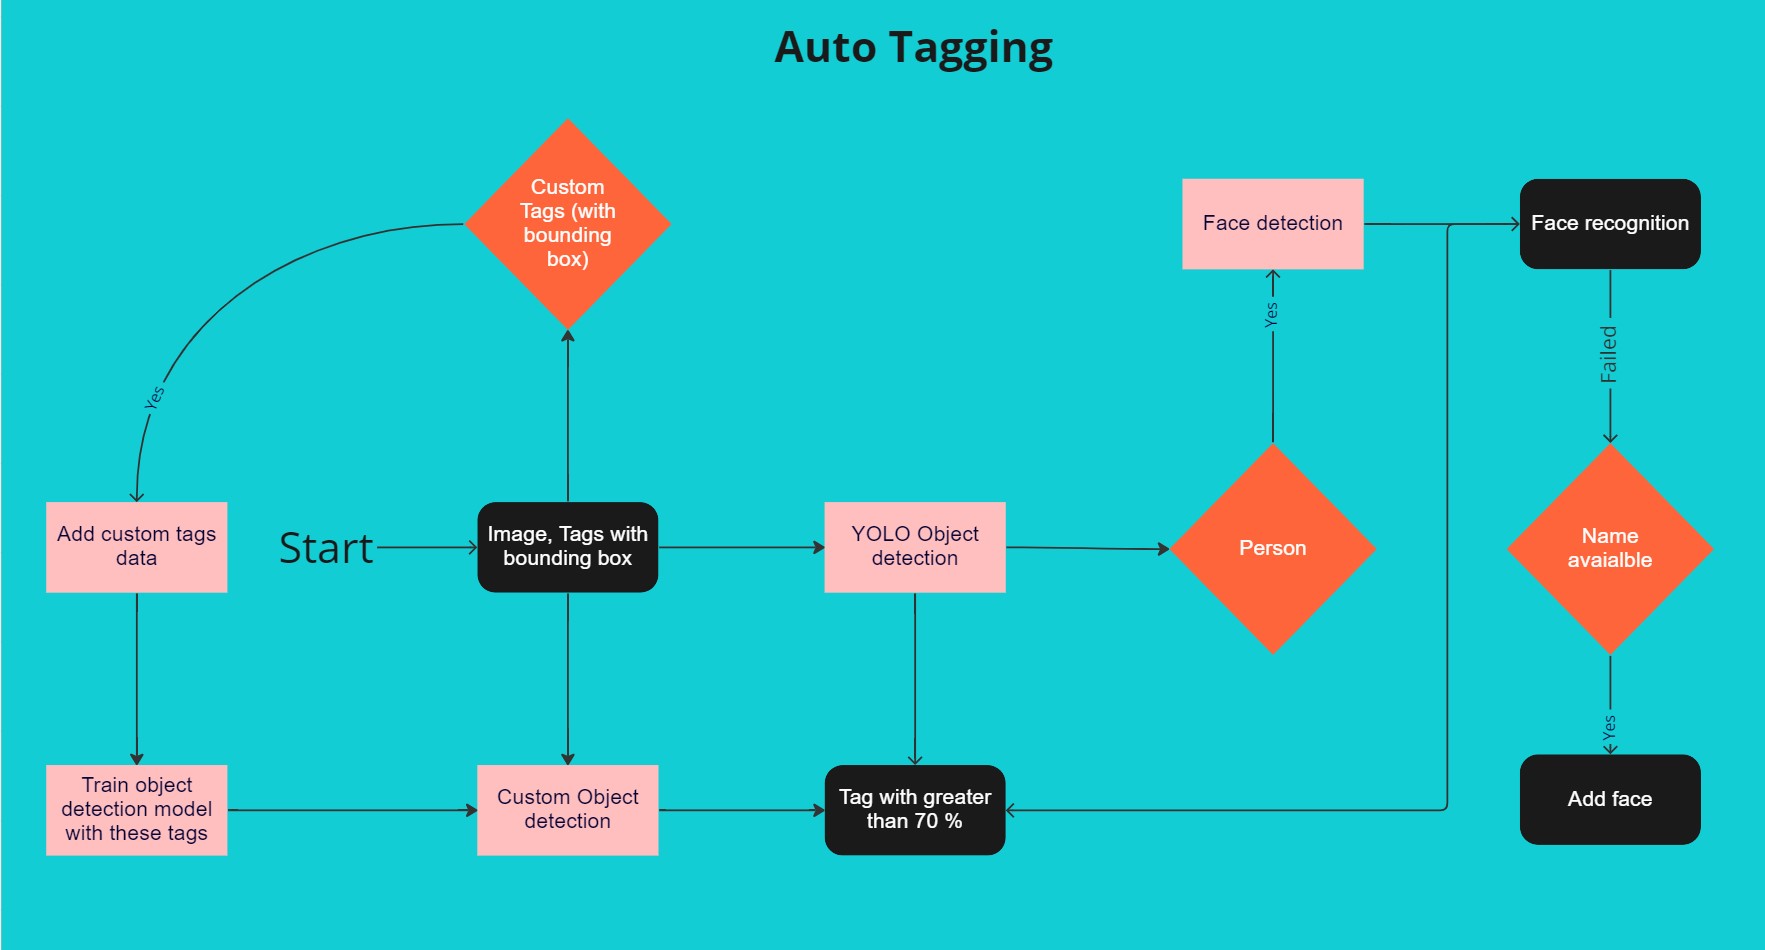 Auto Tagging
Custom
Tags (with
bounding
box)
Face detection
Face recognition
Yes
Failed
Yes
Add custom tags
data
Start
Image, Tags with
bounding box
YOLO Object
detection
Person
Name
avaialble
Yes
Train object
detection model
with these tags
Custom Object
detection
Tag with greater
than 70 %
Add face